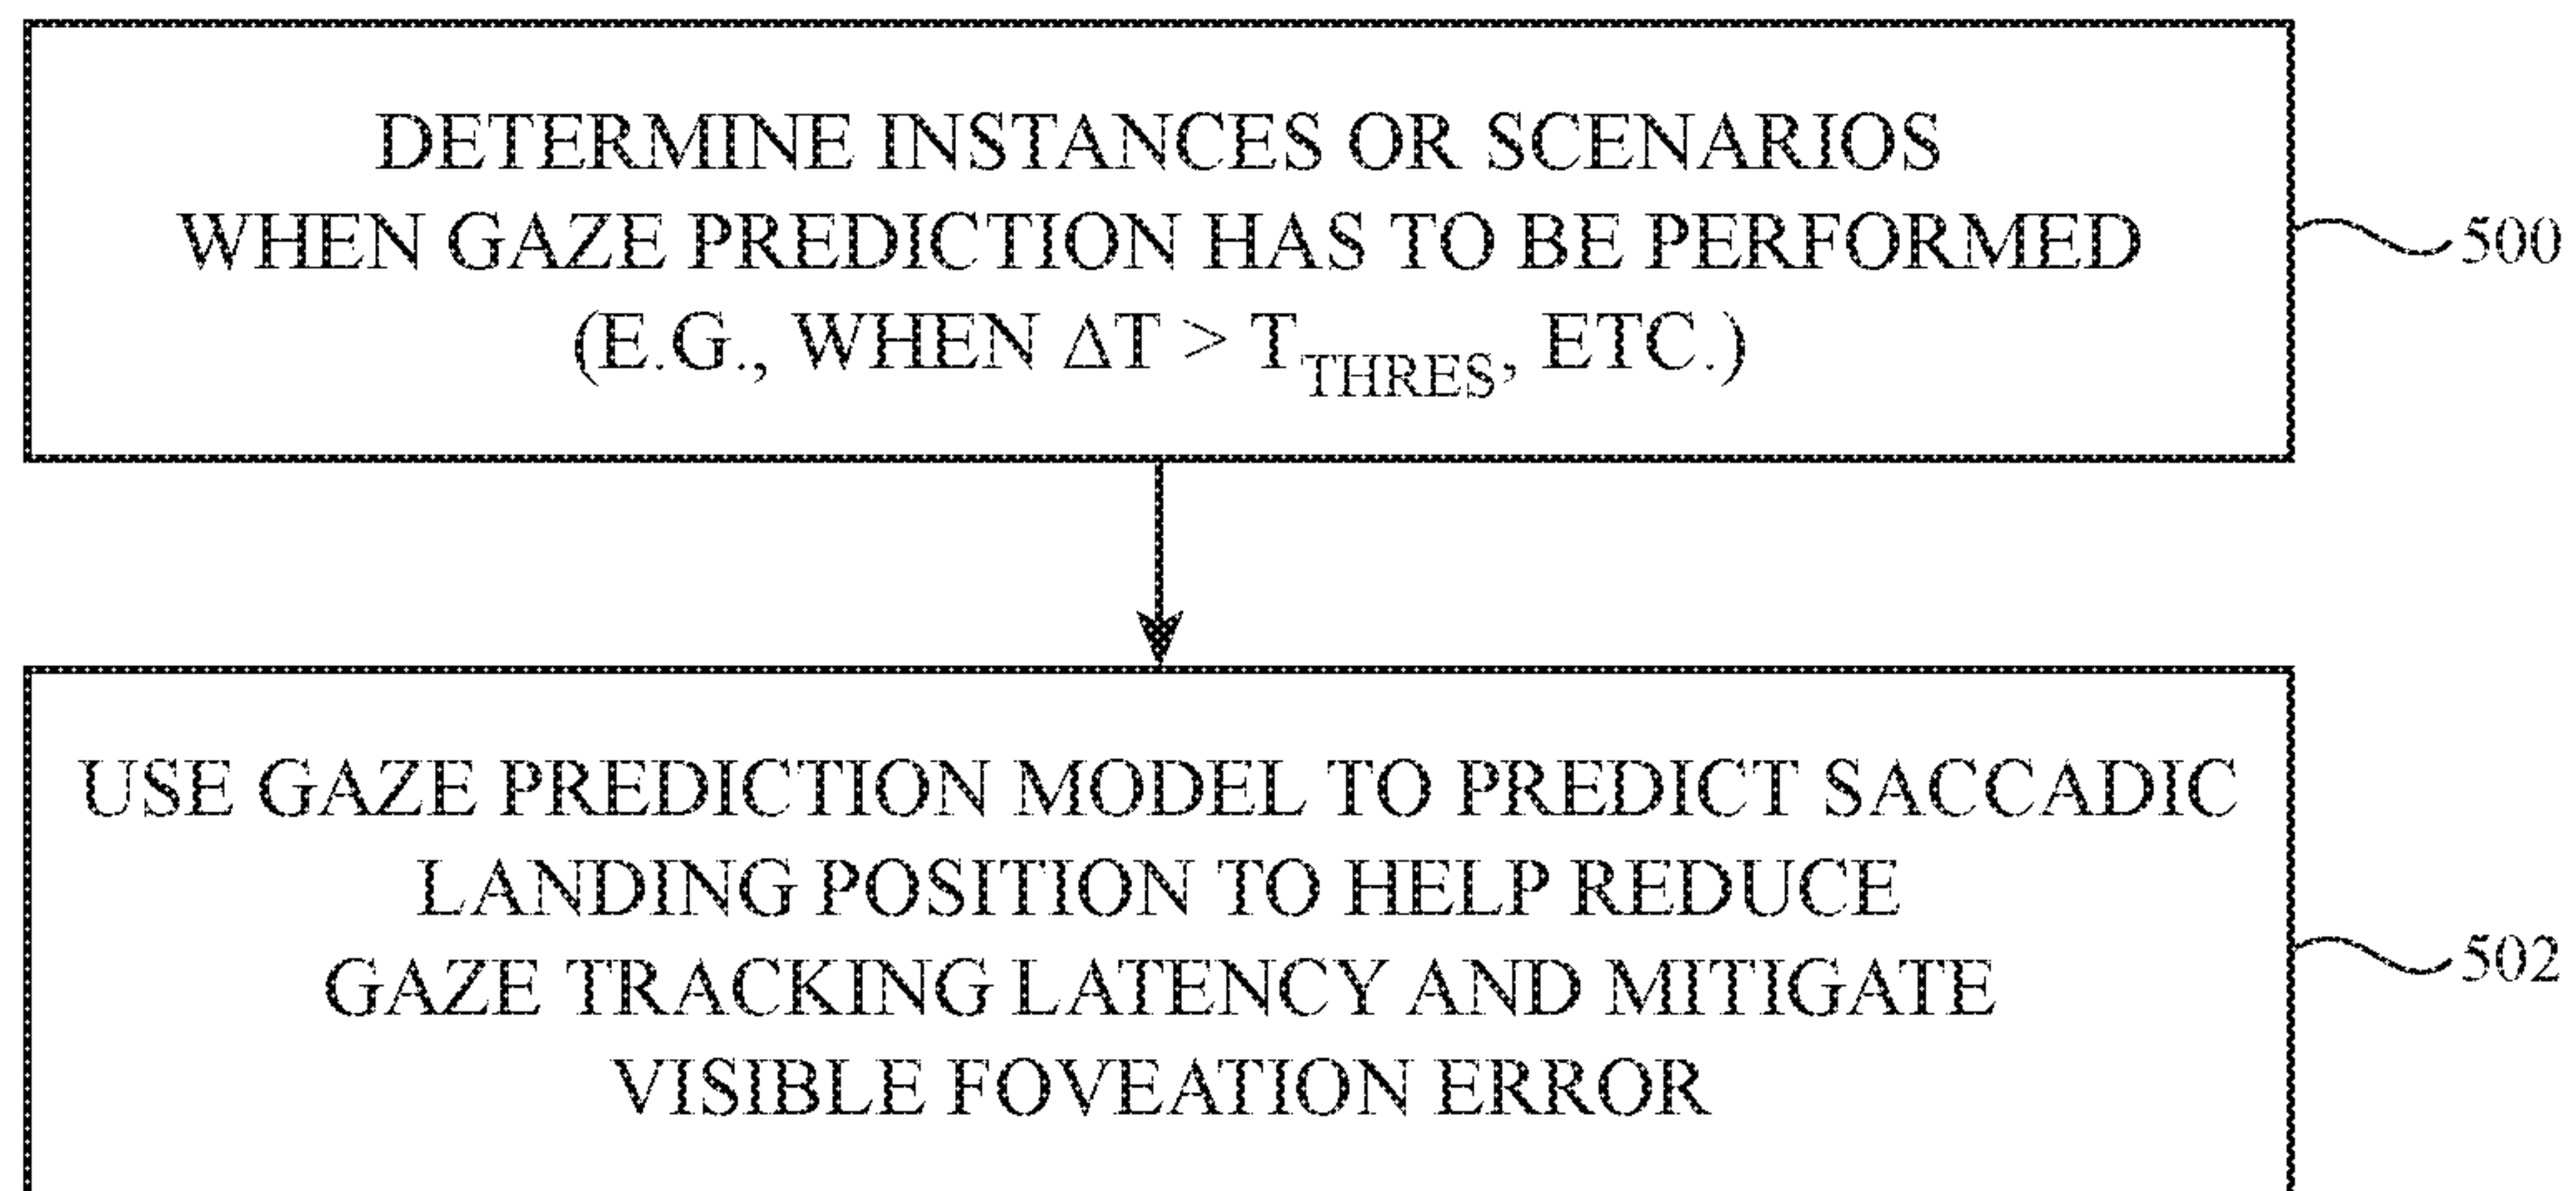 DETERMINE INSTANCES OR SCENARIOS
WHEN GAZE PREDICTION HAS TO BE PERFORMED
(E.G., WHEN ΔT > T_THRES, ETC.)
500
USE GAZE PREDICTION MODEL TO PREDICT SACCADIC
LANDING POSITION TO HELP REDUCE
GAZE TRACKING LATENCY AND MITIGATE
VISIBLE FOVEATION ERROR
502